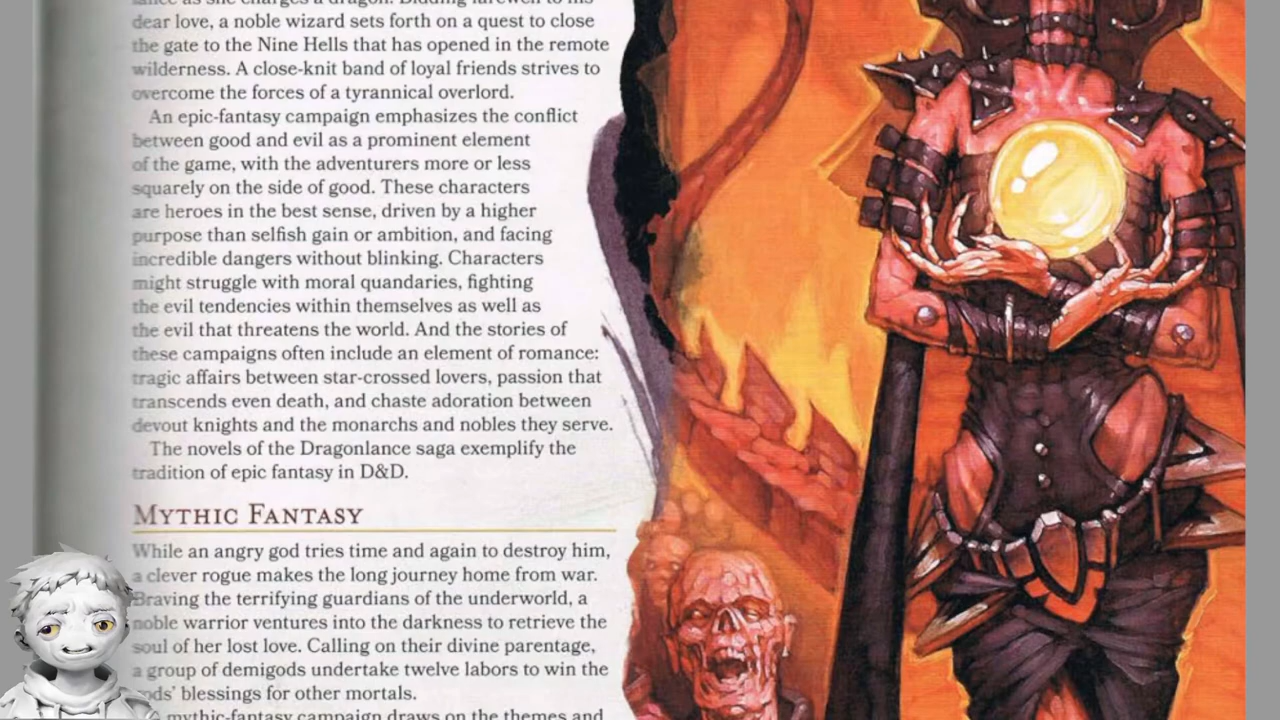 lance as she charges a dragon. Bidding farewell to his
dear love, a noble wizard sets forth on a quest to close
the gate to the Nine Hells that has opened in the remote
wilderness. A close-knit band of loyal friends strives to
overcome the forces of a tyrannical overlord.
An epic-fantasy campaign emphasizes the conflict
between good and evil as a prominent element
of the game, with the adventurers more or less
squarely on the side of good. These characters
are heroes in the best sense, driven by a higher
purpose than selfish gain or ambition, and facing
incredible dangers without blinking. Characters
might struggle with moral quandaries, fighting
the evil tendencies within themselves as well as
the evil that threatens the world. And the stories of
these campaigns often include an element of romance:
tragic affairs between star-crossed lovers, passion that
transcends even death, and chaste adoration between
devout knights and the monarchs and nobles they serve.
The novels of the Dragonlance saga exemplify the
tradition of epic fantasy in D&D.
Mythic Fantasy
While an angry god tries time and again to destroy him,
a clever rogue makes the long journey home from war.
Braving the terrifying guardians of the underworld, a
noble warrior ventures into the darkness to retrieve the
soul of her lost love. Calling on their divine parentage,
a group of demigods undertake twelve labors to win the
gods' blessings for other mortals.
A mythic-fantasy campaign draws on the themes and